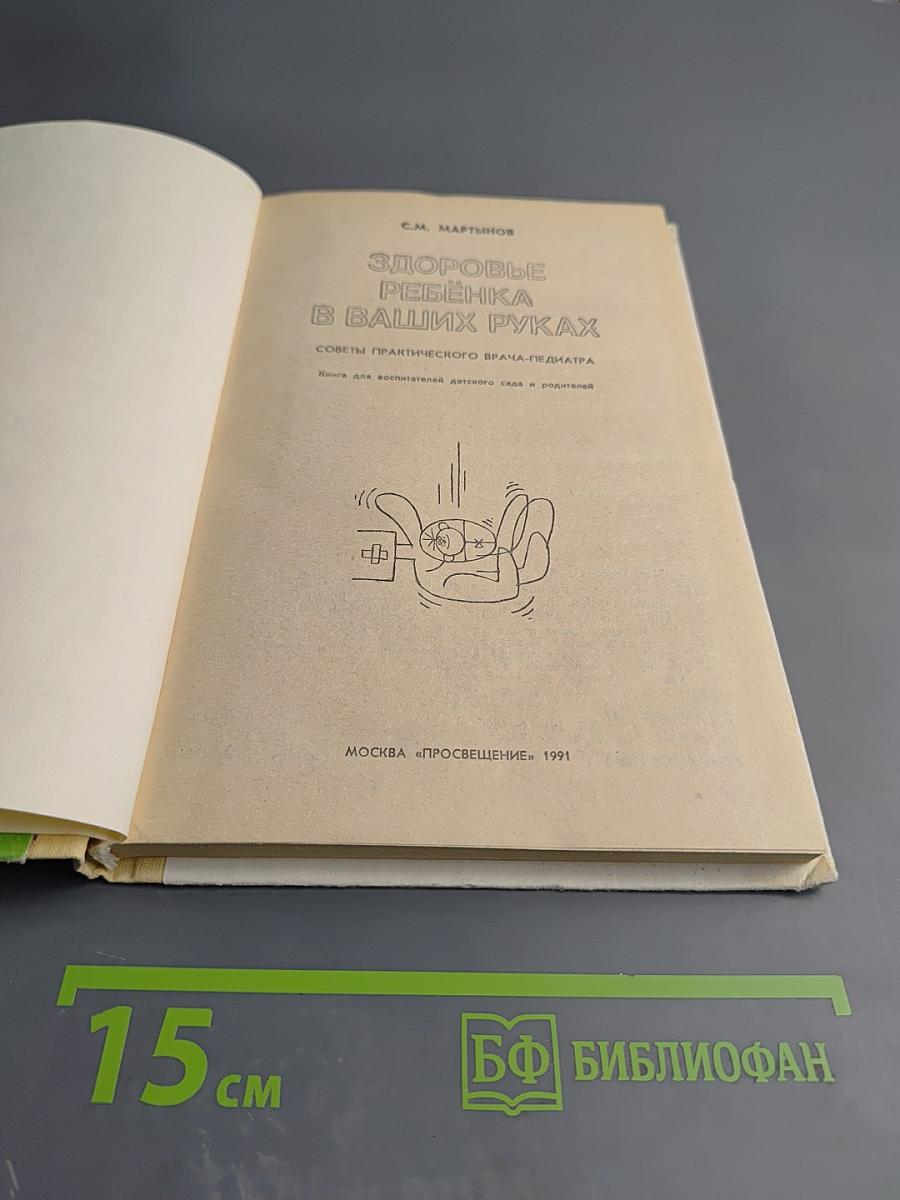 С.М. МАРТЫНОВ
ЗДОРОВЬЕ
РЕБЁНКА
В ВАШИХ РУКАХ
СОВЕТЫ ПРАКТИЧЕСКОГО ВРАЧА-ПЕДИАТРА
Книга для воспитателей детского сада и родителей
МОСКВА «ПРОСВЕЩЕНИЕ» 1991
15 см
БФ БИБЛИОФАН